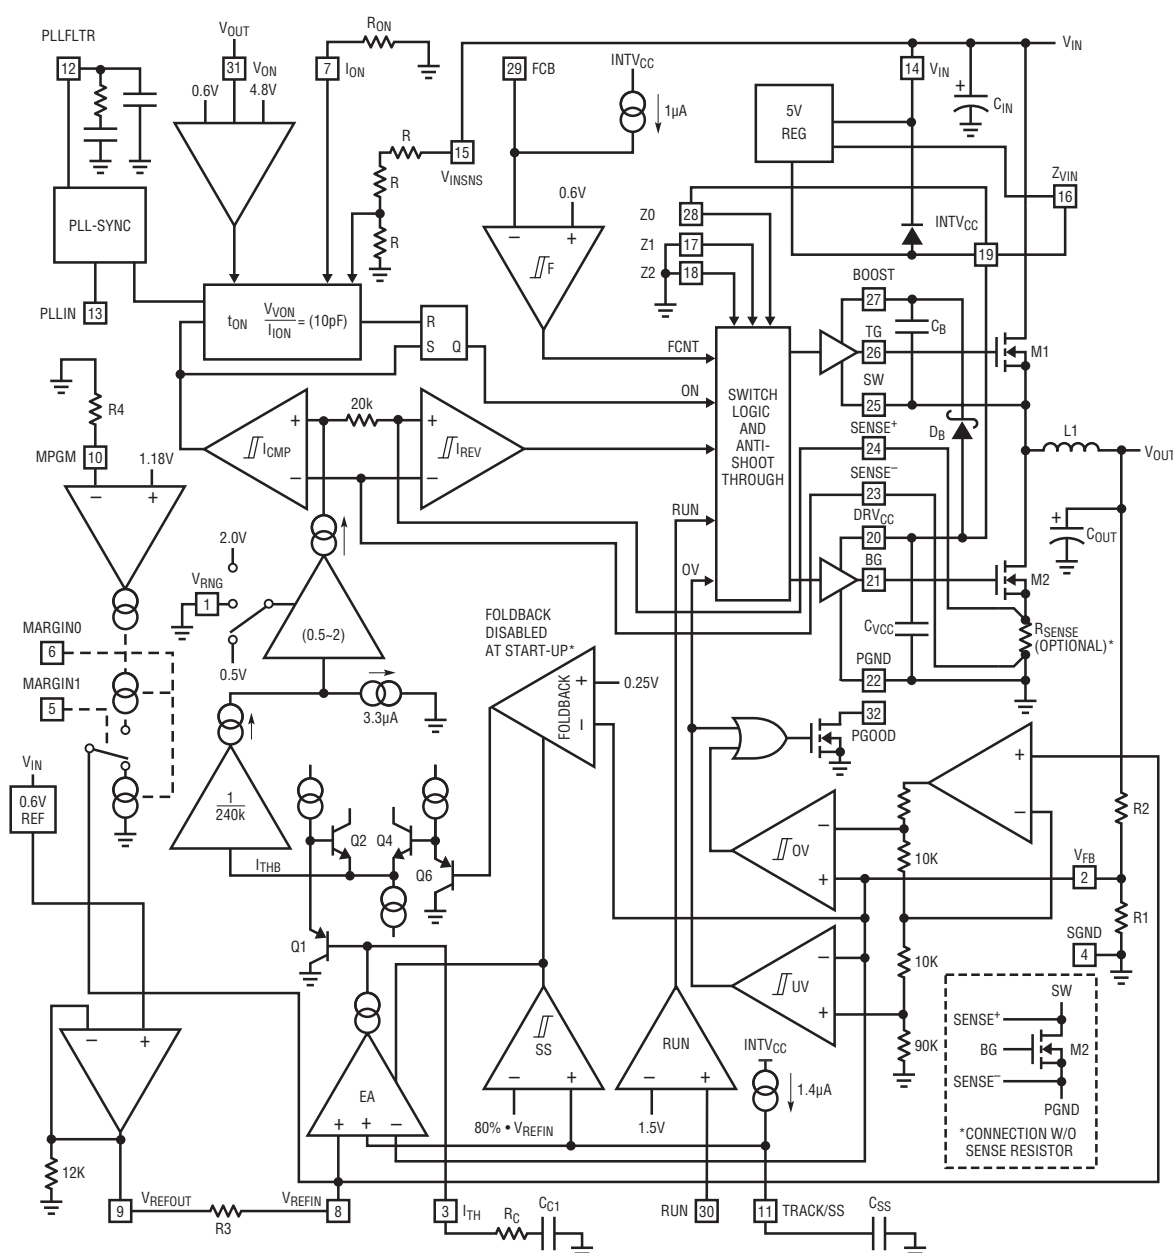 PLLFLTR
12
VOUT
31 VON
0.6V 4.8V
RON
7 ION
29 FCB
INTVCC
1µA
14 VIN
VIN
+
CIN
5V
REG
ZVIN
16
R
15
VINSNS
R
R
PLL-SYNC
PLLIN 13
0.6V
–
+
F
Z0 28
Z1 17
Z2 18
INTVCC
19
tON VVON
ION = (10pF)
R
S Q
FCNT
ON
SWITCH
LOGIC
AND
ANTI-
SHOOT
THROUGH
RUN
OV
BOOST
27
TG
26
SW
25
SENSE+
24
SENSE–
23
DRVCC
20
BG
21
CB
DB
M1
L1
VOUT
+
COUT
M2
RSENSE
(OPTIONAL)*
CVCC
PGND
22
32
PGOOD
R4
MPGM 10
1.18V
–
+
+
–
ICMP
20k
+
–
IREV
2.0V
VRNG
1
0.5V
(0.5~2)
3.3µA
MARGIN0
6
MARGIN1
5
VIN
0.6V
REF
1
240k
ITHB
Q2
Q4
Q6
Q1
FOLDBACK
DISABLED
AT START-UP*
FOLDBACK
+
–
0.25V
–
+
OV
–
+
UV
+
–
10K
10K
90K
R2
VFB
2
R1
SGND
4
–
+
12K
9
VREFOUT
R3
VREFIN
8
EA
+
+
–
SS
–
+
80% • VREFIN
RUN
–
+
1.5V
INTVCC
1.4µA
3 ITH
RC
CC1
RUN 30
11 TRACK/SS
CSS
SW
SENSE+
BG
M2
SENSE–
PGND
*CONNECTION W/O
SENSE RESISTOR